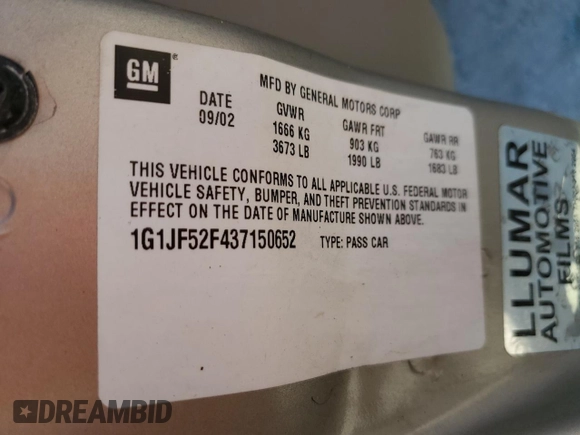 GM
MFD BY GENERAL MOTORS CORP
DATE GVWR GAWR FRT GAWR RR
09/02 1666 KG 903 KG 763 KG
3673 LB 1990 LB 1683 LB
THIS VEHICLE CONFORMS TO ALL APPLICABLE U.S. FEDERAL MOTOR
VEHICLE SAFETY, BUMPER, AND THEFT PREVENTION STANDARDS IN
EFFECT ON THE DATE OF MANUFACTURE SHOWN ABOVE.
1G1JF52F437150652 TYPE: PASS CAR
LLUMAR
AUTOMOTIVE
FILMS
DREAMBID